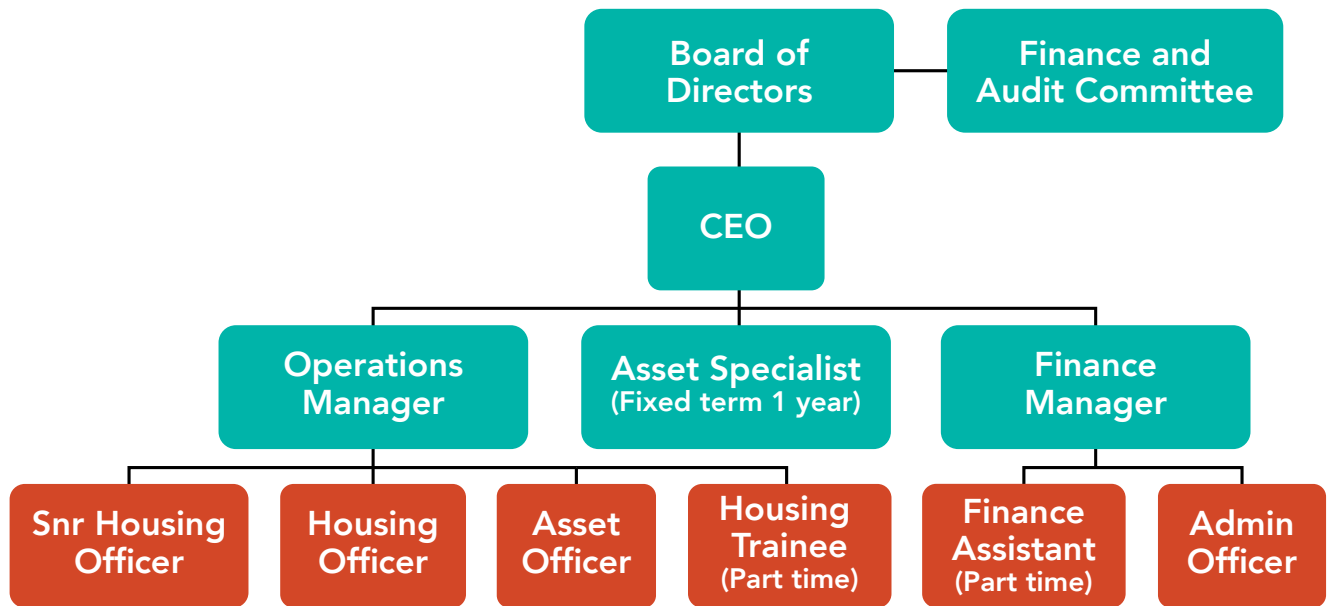 Board of
Directors
Finance and
Audit Committee
CEO
Operations
Manager
Asset Specialist
(Fixed term 1 year)
Finance
Manager
Snr Housing
Officer
Housing
Officer
Asset
Officer
Housing
Trainee
(Part time)
Finance
Assistant
(Part time)
Admin
Officer